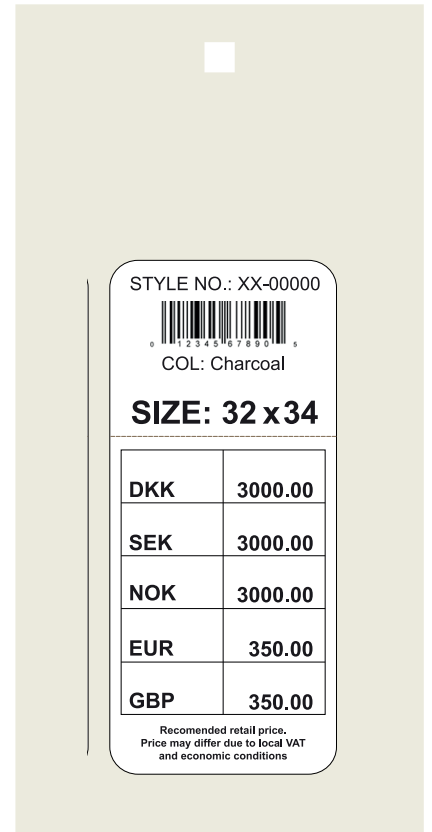 STYLE NO.: XX-00000
0 12345 67890 5
COL: Charcoal
SIZE: 32 x 34
DKK 3000.00
SEK 3000.00
NOK 3000.00
EUR 350.00
GBP 350.00
Recomended retail price.
Price may differ due to local VAT
and economic conditions